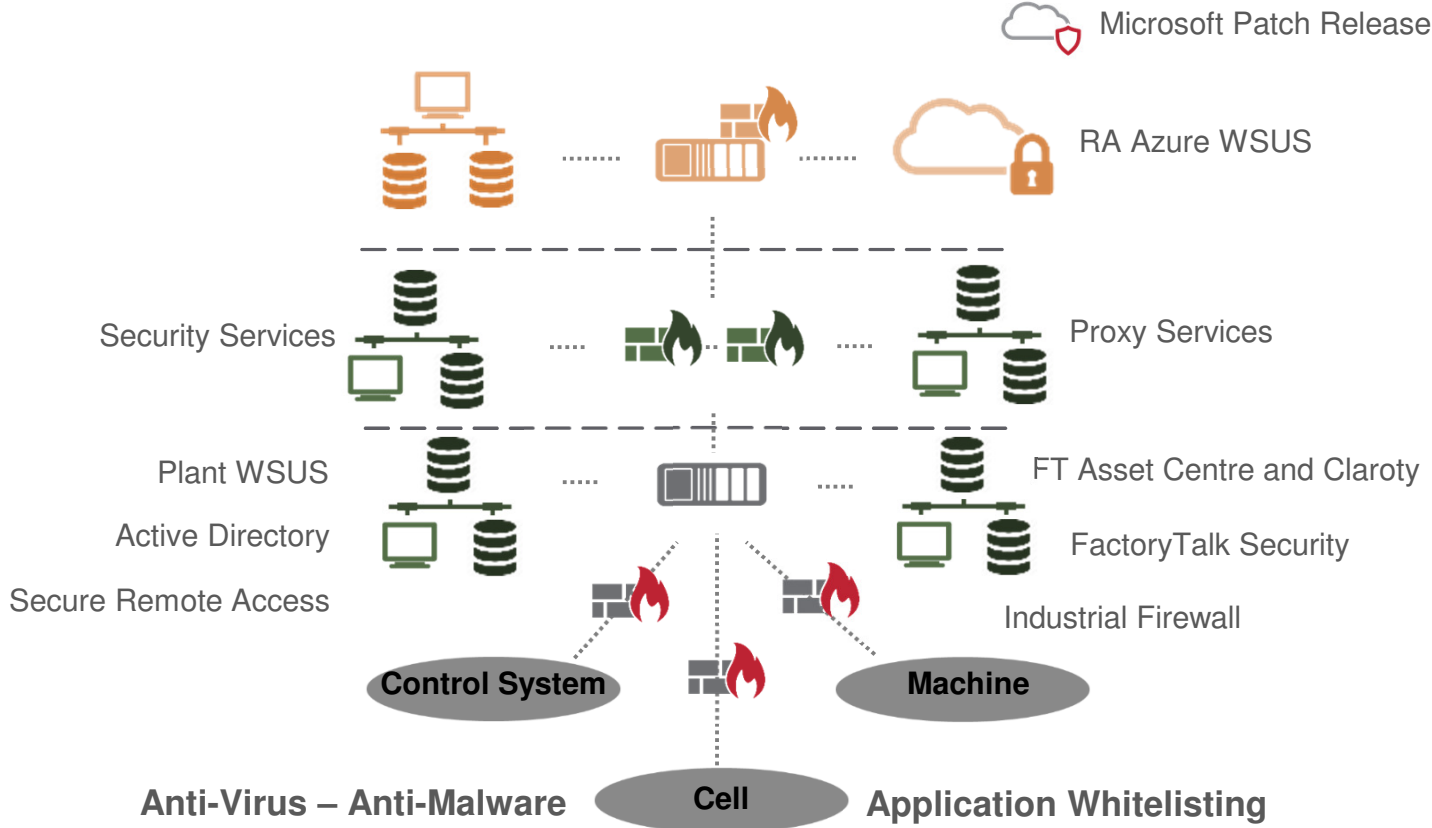 Microsoft Patch Release
RA Azure WSUS
Security Services
Proxy Services
Plant WSUS
FT Asset Centre and Claroty
Active Directory
FactoryTalk Security
Secure Remote Access
Industrial Firewall
Control System
Machine
Cell
Anti-Virus – Anti-Malware
Application Whitelisting